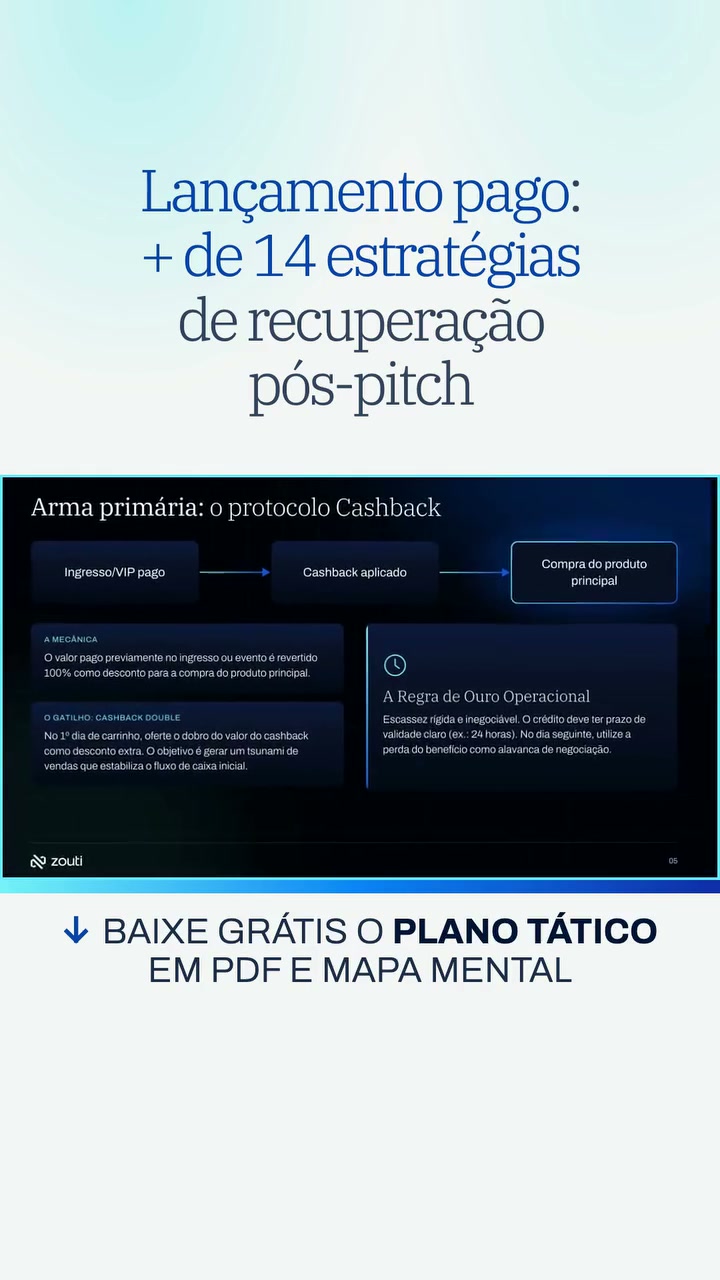 Lançamento pago:
+ de 14 estratégias
de recuperação
pós-pitch
Arma primária: o protocolo Cashback
Ingresso/VIP pago
Cashback aplicado
Compra do produto
principal
A MECÂNICA
O valor pago previamente no ingresso ou evento é revertido
100% como desconto para a compra do produto principal.
O GATILHO: CASHBACK DOUBLE
No 1º dia de carrinho, oferte o dobro do valor do cashback
como desconto extra. O objetivo é gerar um tsunami de
vendas que estabiliza o fluxo de caixa inicial.
A Regra de Ouro Operacional
Escassez rígida e inegociável. O crédito deve ter prazo de
validade claro (ex.: 24 horas). No dia seguinte, utilize a
perda do benefício como alavanca de negociação.
zouti
05
↓ BAIXE GRÁTIS O PLANO TÁTICO
EM PDF E MAPA MENTAL